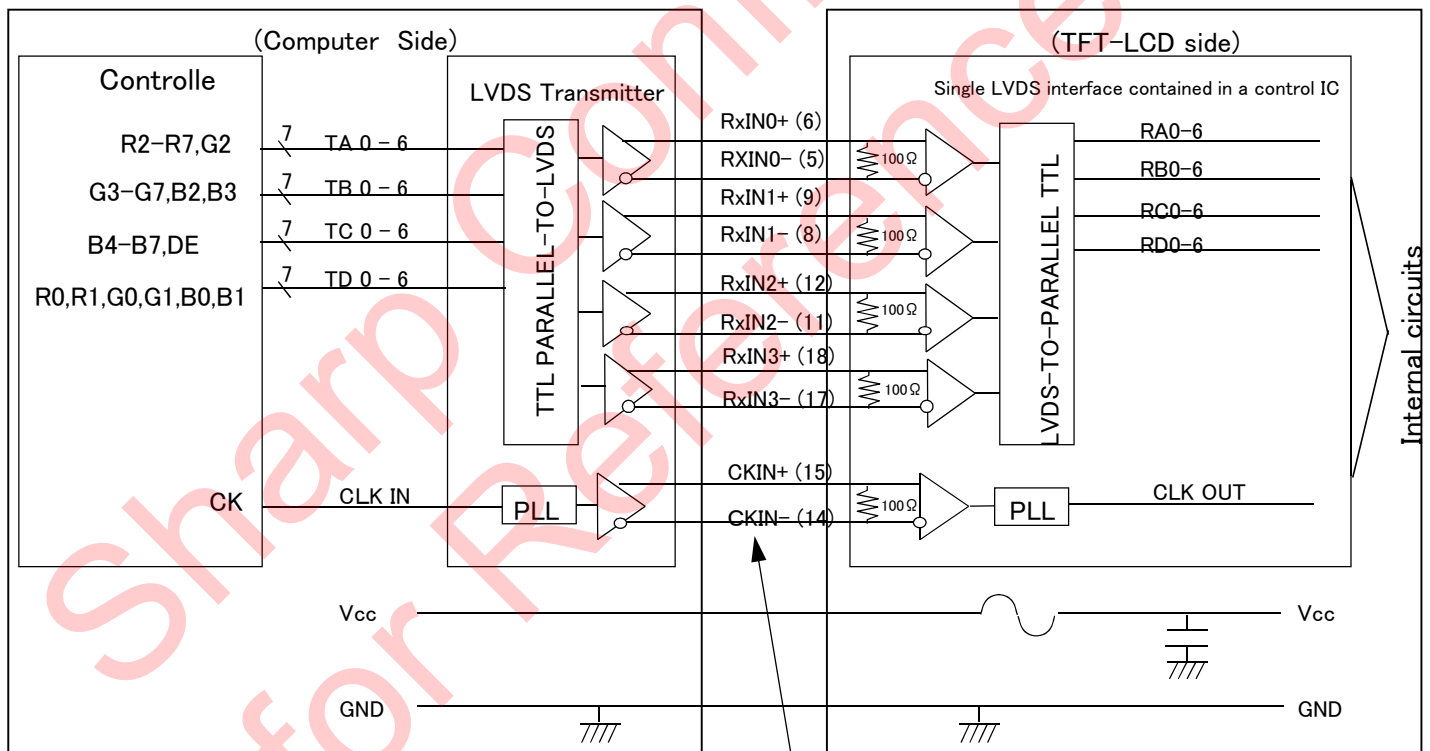 (Computer Side)
(TFT-LCD side)
Controlle
LVDS Transmitter
Single LVDS interface contained in a control IC
R2-R7,G2
7
TA 0-6
G3-G7,B2,B3
7
TB 0-6
B4-B7,DE
7
TC 0-6
R0,R1,G0,G1,B0,B1
7
TD 0-6
TTL PARALLEL-TO-LVDS
RxIN0+ (6)
RXIN0- (5)
RxIN1+ (9)
RxIN1- (8)
RxIN2+ (12)
RxIN2- (11)
RxIN3+ (18)
RxIN3- (17)
100Ω
100Ω
100Ω
100Ω
LVDS-TO-PARALLEL TTL
RA0-6
RB0-6
RC0-6
RD0-6
Internal circuits
CK
CLK IN
PLL
CKIN+ (15)
CKIN- (14)
100Ω
PLL
CLK OUT
Vcc
Vcc
GND
GND
Sharp
for Reference